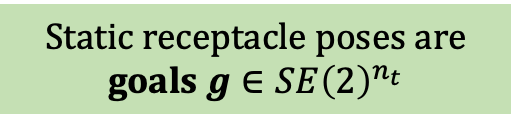 Static receptacle poses are
goals g ∈ SE(2)^{n_t}